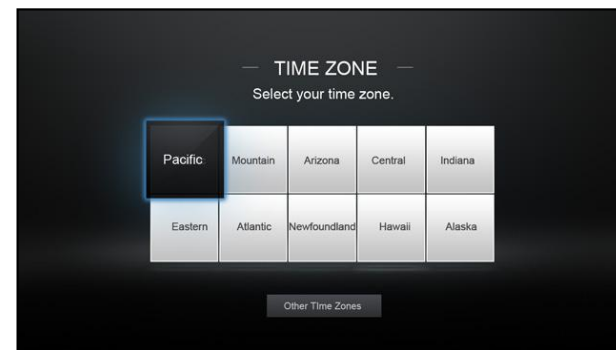 TIME ZONE
Select your time zone.
Pacific Mountain Arizona Central Indiana
Eastern Atlantic Newfoundland Hawaii Alaska
Other TIme Zones